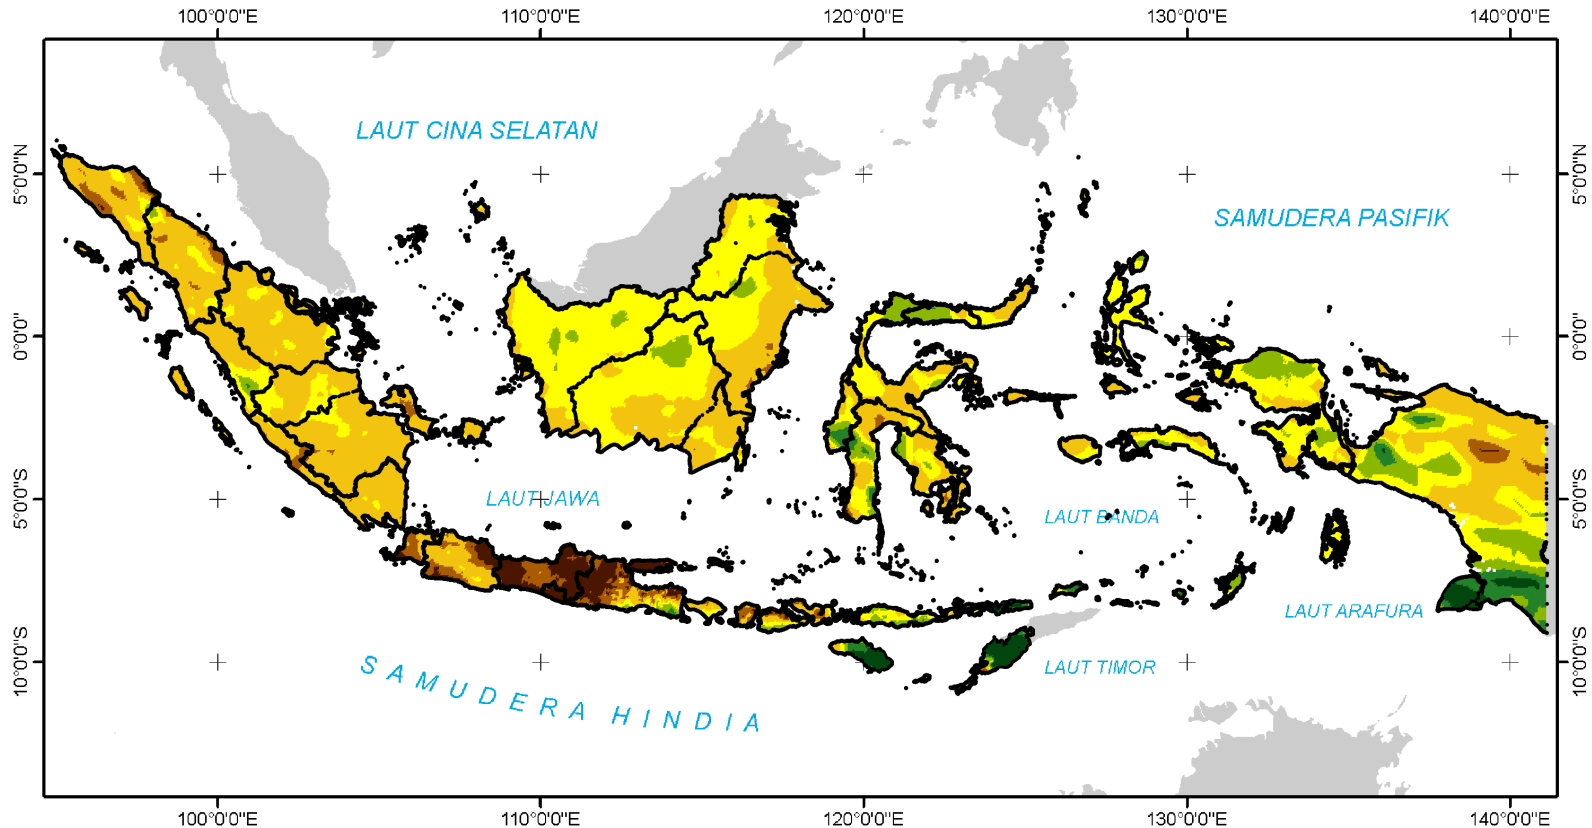 100°0'0"E 110°0'0"E 120°0'0"E 130°0'0"E 140°0'0"E
LAUT CINA SELATAN
5°0'0"N 5°0'0"N
SAMUDERA PASIFIK
0°0'0" 0°0'0"
LAUT JAWA
5°0'0"S 5°0'0"S
LAUT BANDA
LAUT ARAFURA
10°0'0"S 10°0'0"S
LAUT TIMOR
SAMUDERA HINDIA
100°0'0"E 110°0'0"E 120°0'0"E 130°0'0"E 140°0'0"E